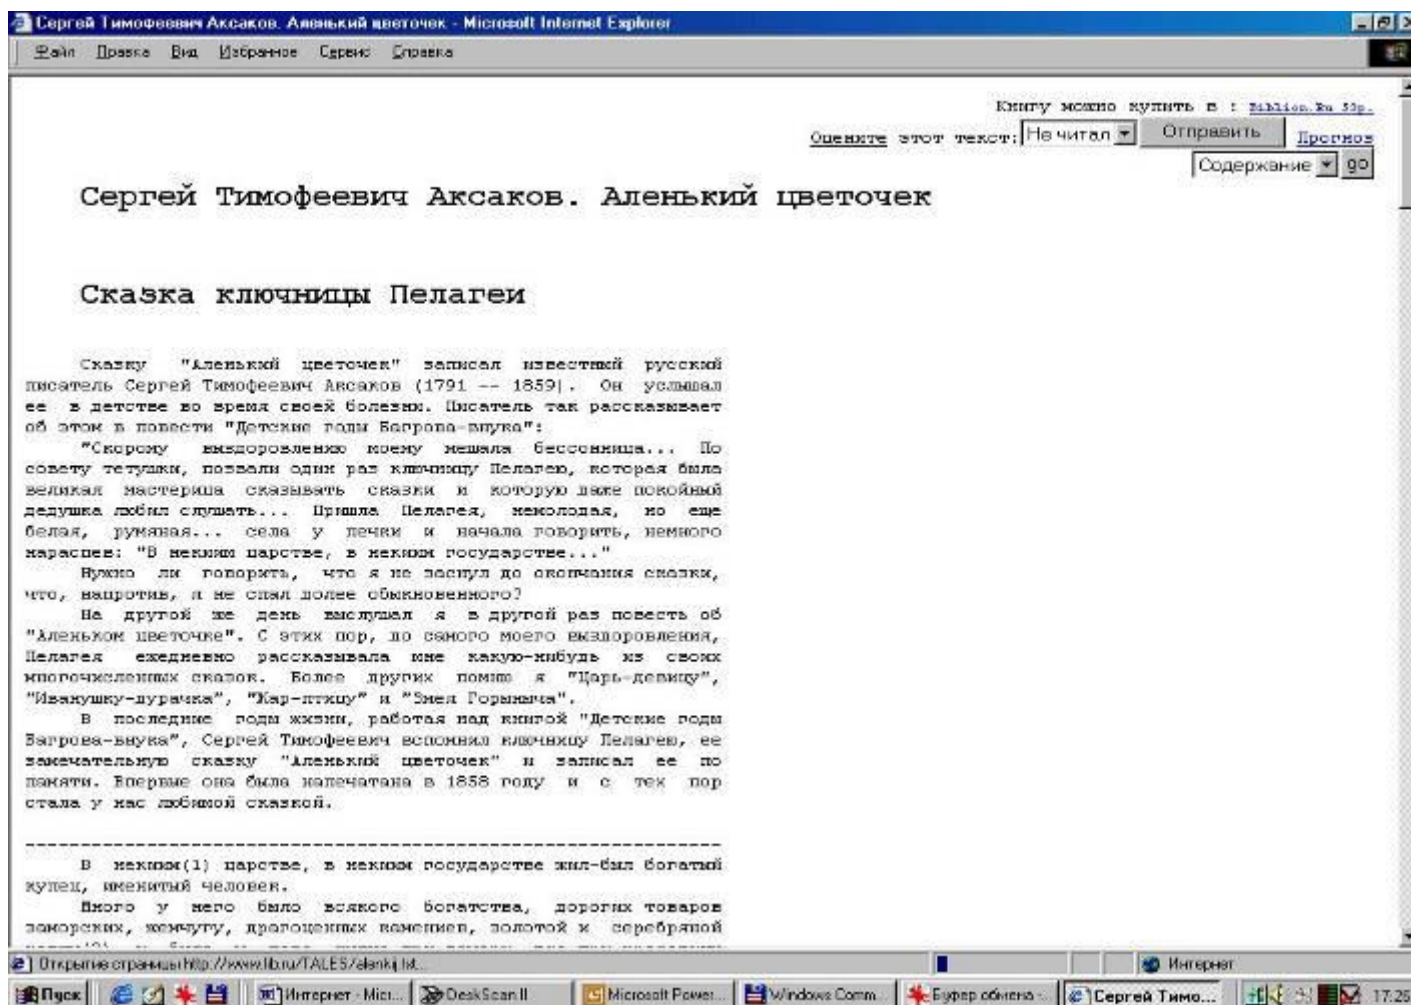 Сергей Тимофеевич Аксаков. Аленький цветочек - Microsoft Internet Explorer
Файл Правка Вид Избранное Сервис Справка
Книгу можно купить в : Biblion.Ru 53р.
Оцените этот текст: Не читал Отправить Прогноз
Содержание go
Сергей Тимофеевич Аксаков. Аленький цветочек
Сказка ключницы Пелагеи
Сказку "Аленький цветочек" записал известный русский
писатель Сергей Тимофеевич Аксаков (1791 -- 1859). Он услышал
ее в детстве во время своей болезни. Писатель так рассказывает
об этом в повести "Детские годы Багрова-внука":
"Скорому выздоровлению моему мешала бессонница... По
совету тетушки, позвали один раз ключницу Пелагею, которая была
великая мастерица сказывать сказки и которую даже покойный
дедушка любил слушать... Пришла Пелагея, немолодая, но еще
белая, румяная... села у печки и начала говорить, немного
нараспев: "В некиим царстве, в некиим государстве..."
Нужно ли говорить, что я не заснул до окончания сказки,
что, напротив, я не спал долее обыкновенного?
На другой же день выслушал я в другой раз повесть об
"Аленьком цветочке". С этих пор, до самого моего выздоровления,
Пелагея ежедневно рассказывала мне какую-нибудь из своих
многочисленных сказок. Более других помню я "Царь-девицу",
"Иванушку-дурачка", "Жар-птицу" и "Змея Горыныча".
В последние годы жизни, работая над книгой "Детские годы
Багрова-внука", Сергей Тимофеевич вспомнил ключницу Пелагею, ее
замечательную сказку "Аленький цветочек" и записал ее по
памяти. Впервые она была напечатана в 1858 году и с тех пор
стала у нас любимой сказкой.
В некиим(1) царстве, в некиим государстве жил-был богатый
купец, именитый человек.
Много у него было всякого богатства, дорогих товаров
заморских, жемчугу, драгоценных камениев, золотой и серебряной
Открытие страницы http://www.lib.ru/TALES/alenkij.txt...
Интернет
Пуск Интернет - Micr... DeskScan II Microsoft Power... Windows Comm... Буфер обмена -... Сергей Тимо... 17:28